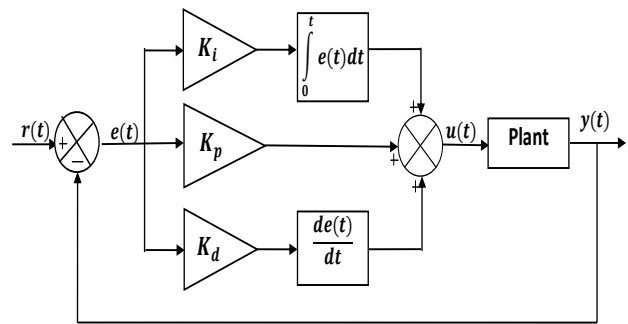 K_i
t
∫ e(t)dt
0
r(t)
+
−
e(t)
K_p
+
+
+
u(t)
Plant
y(t)
K_d
de(t)
dt